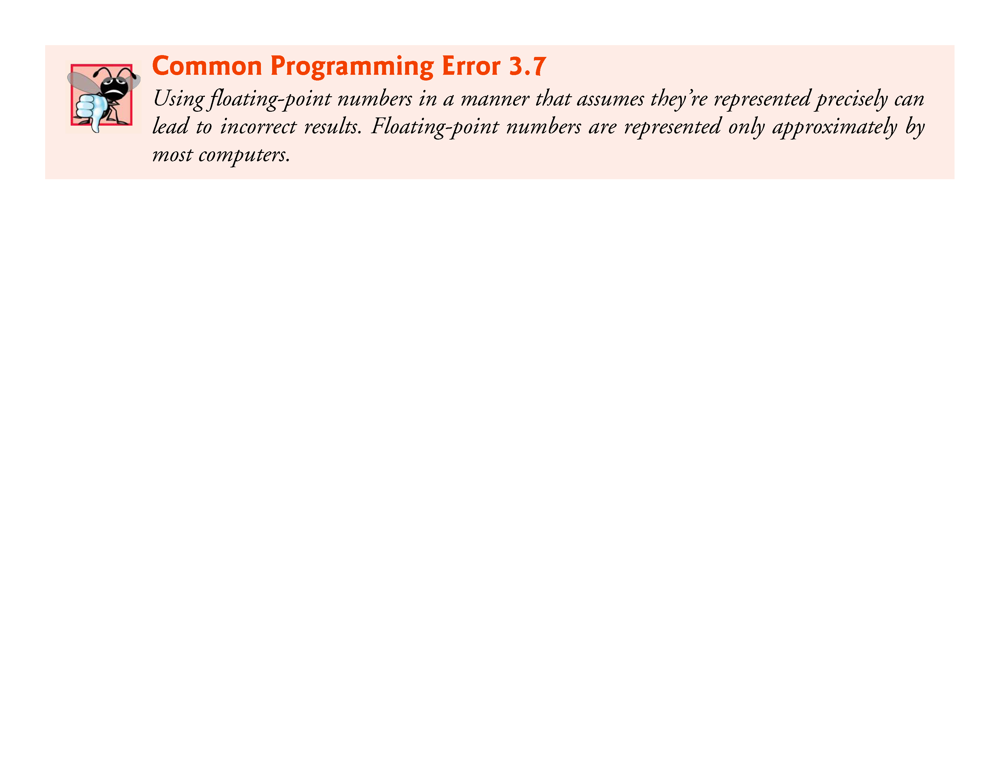 Common Programming Error 3.7
Using floating-point numbers in a manner that assumes they’re represented precisely can
lead to incorrect results. Floating-point numbers are represented only approximately by
most computers.